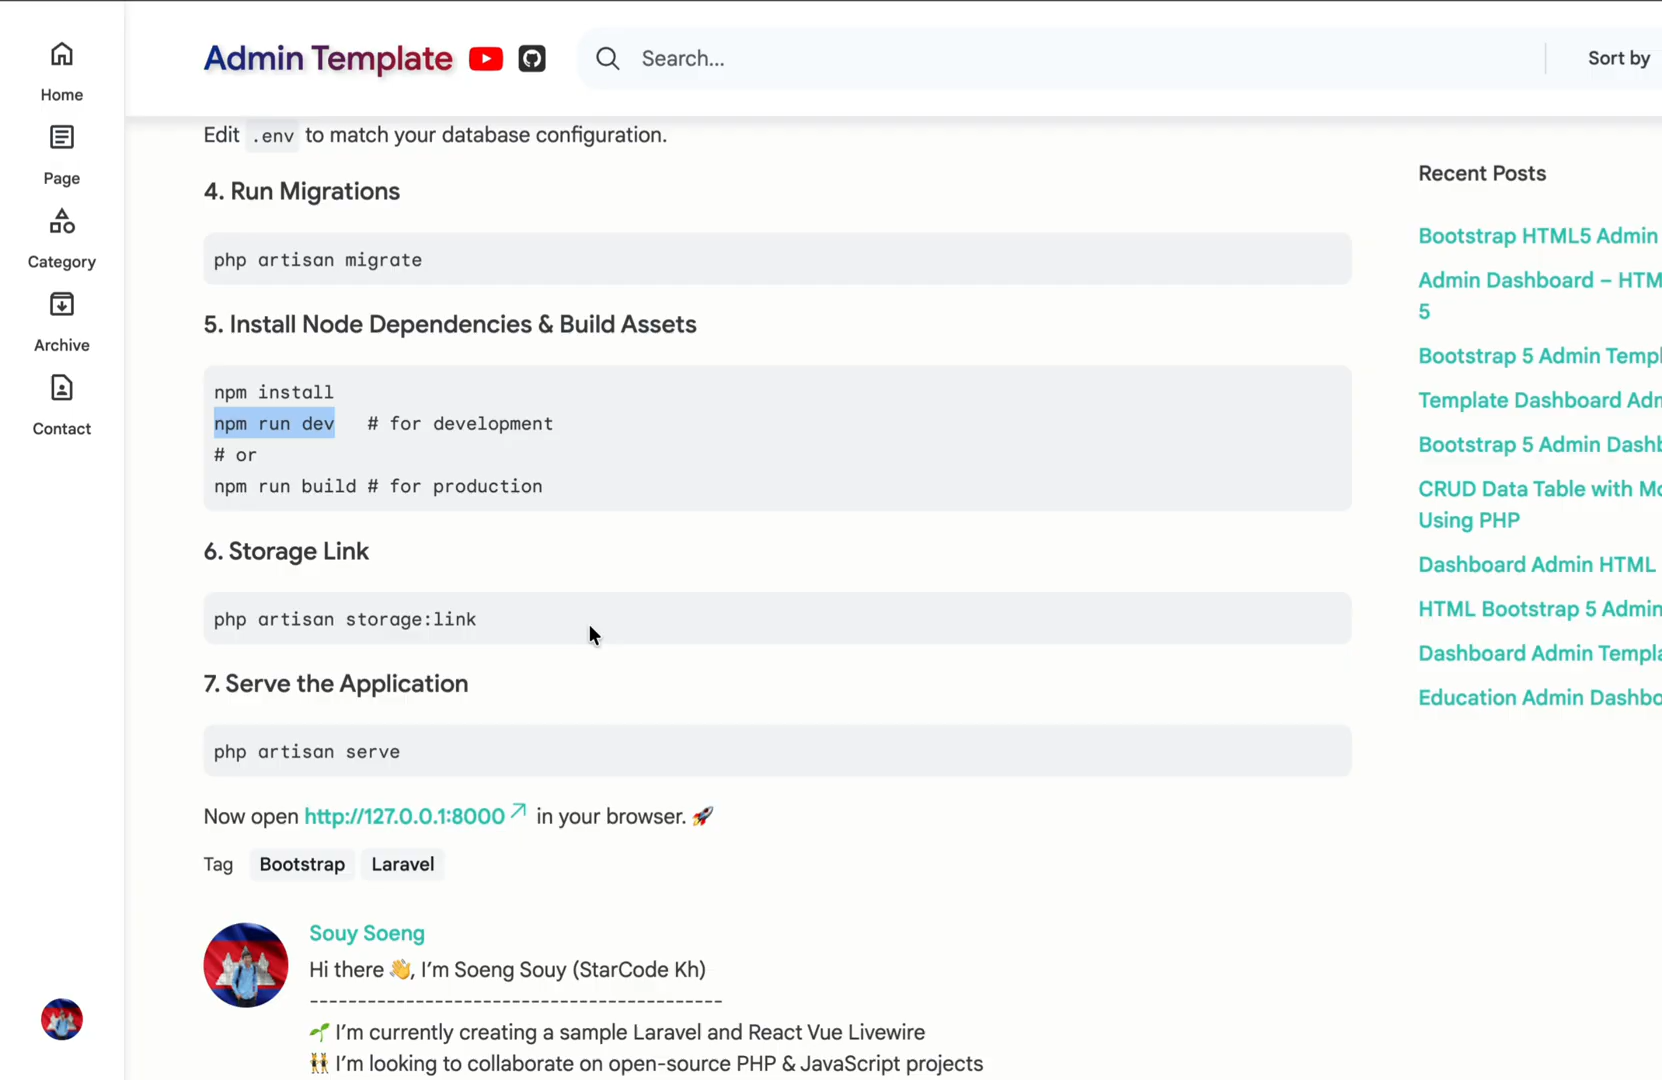 Home
Page
Category
Archive
Contact
Admin Template
Search...
Sort by
Edit .env to match your database configuration.
4. Run Migrations
php artisan migrate
5. Install Node Dependencies & Build Assets
npm install
npm run dev   # for development
# or
npm run build # for production
6. Storage Link
php artisan storage:link
7. Serve the Application
php artisan serve
Now open http://127.0.0.1:8000 in your browser. 🚀
Tag Bootstrap Laravel
Souy Soeng
Hi there 👋, I'm Soeng Souy (StarCode Kh)
------------------------------------------
🌱 I'm currently creating a sample Laravel and React Vue Livewire
👯 I'm looking to collaborate on open-source PHP & JavaScript projects
Recent Posts
Bootstrap HTML5 Admin
Admin Dashboard – HTM
5
Bootstrap 5 Admin Templ
Template Dashboard Adm
Bootstrap 5 Admin Dashb
CRUD Data Table with Mo
Using PHP
Dashboard Admin HTML
HTML Bootstrap 5 Admin
Dashboard Admin Templa
Education Admin Dashbo